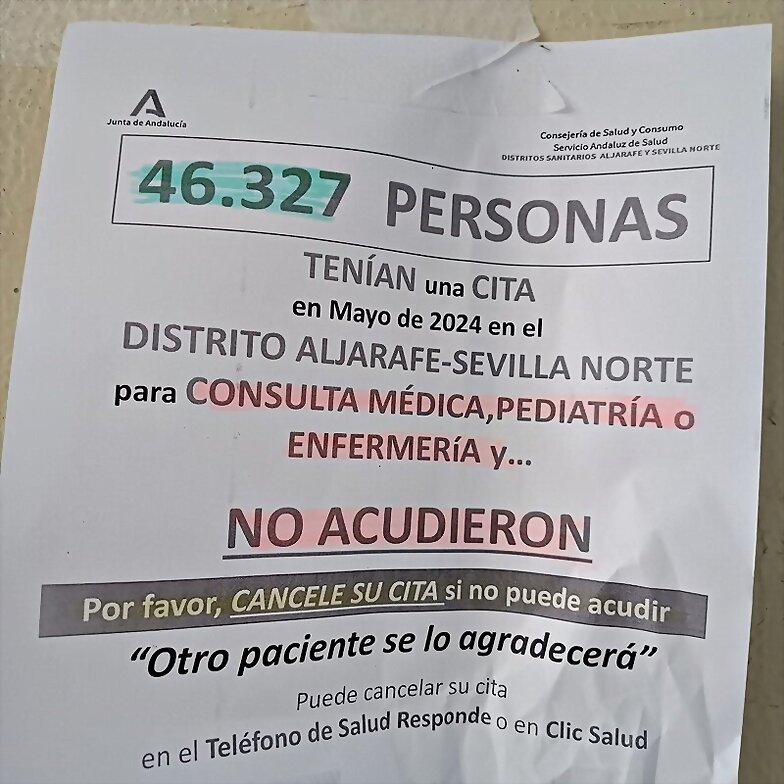 Junta de Andalucía
Consejería de Salud y Consumo
Servicio Andaluz de Salud
DISTRITOS SANITARIOS ALJARAFE Y SEVILLA NORTE
46.327 PERSONAS
TENÍAN una CITA
en Mayo de 2024 en el
DISTRITO ALJARAFE-SEVILLA NORTE
para CONSULTA MÉDICA,PEDIATRÍA o
ENFERMERíA y...
NO ACUDIERON
Por favor, CANCELE SU CITA si no puede acudir
“Otro paciente se lo agradecerá”
Puede cancelar su cita
en el Teléfono de Salud Responde o en Clic Salud